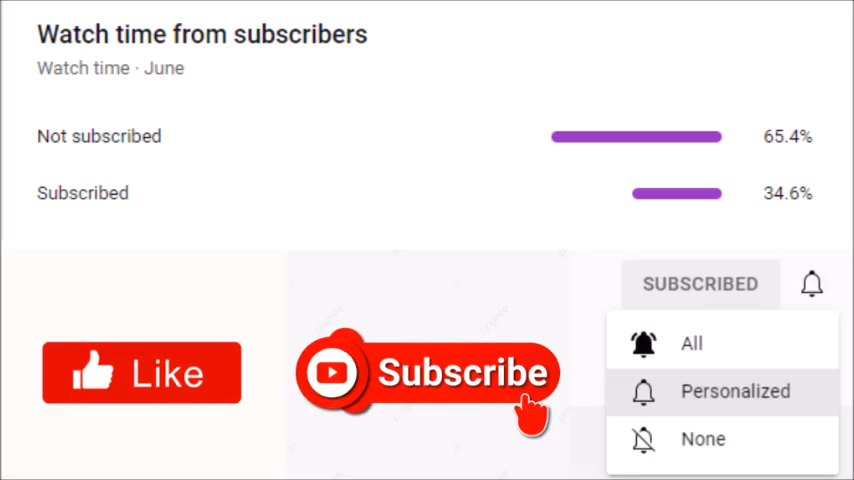 Watch time from subscribers
Watch time · June
Not subscribed 65.4%
Subscribed 34.6%
SUBSCRIBED
Like
Subscribe
All
Personalized
None